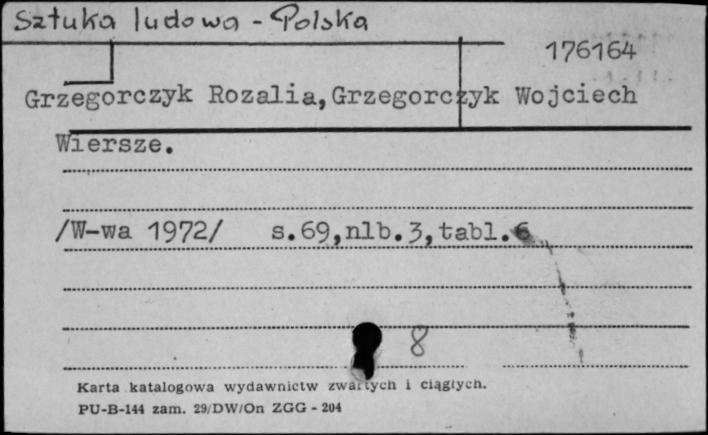 Sztuka ludowa - Polska
176164
Grzegorczyk Rozalia,Grzegorczyk Wojciech
Wiersze.
/W-wa 1972/ s.69,nlb.3,tabl.6
8
Karta katalogowa wydawnictw zwartych i ciągłych.
PU-B-144 zam. 29/DW/On ZGG - 204